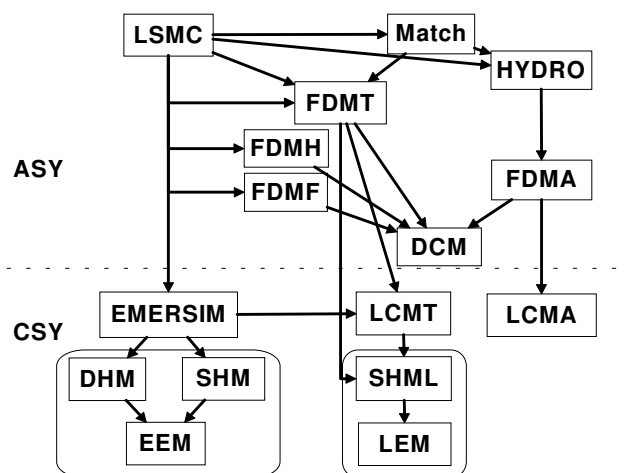 LSMC
Match
HYDRO
FDMT
FDMH
ASY
FDMA
FDMF
DCM
EMERSIM
LCMT
LCMA
CSY
DHM
SHM
SHML
EEM
LEM